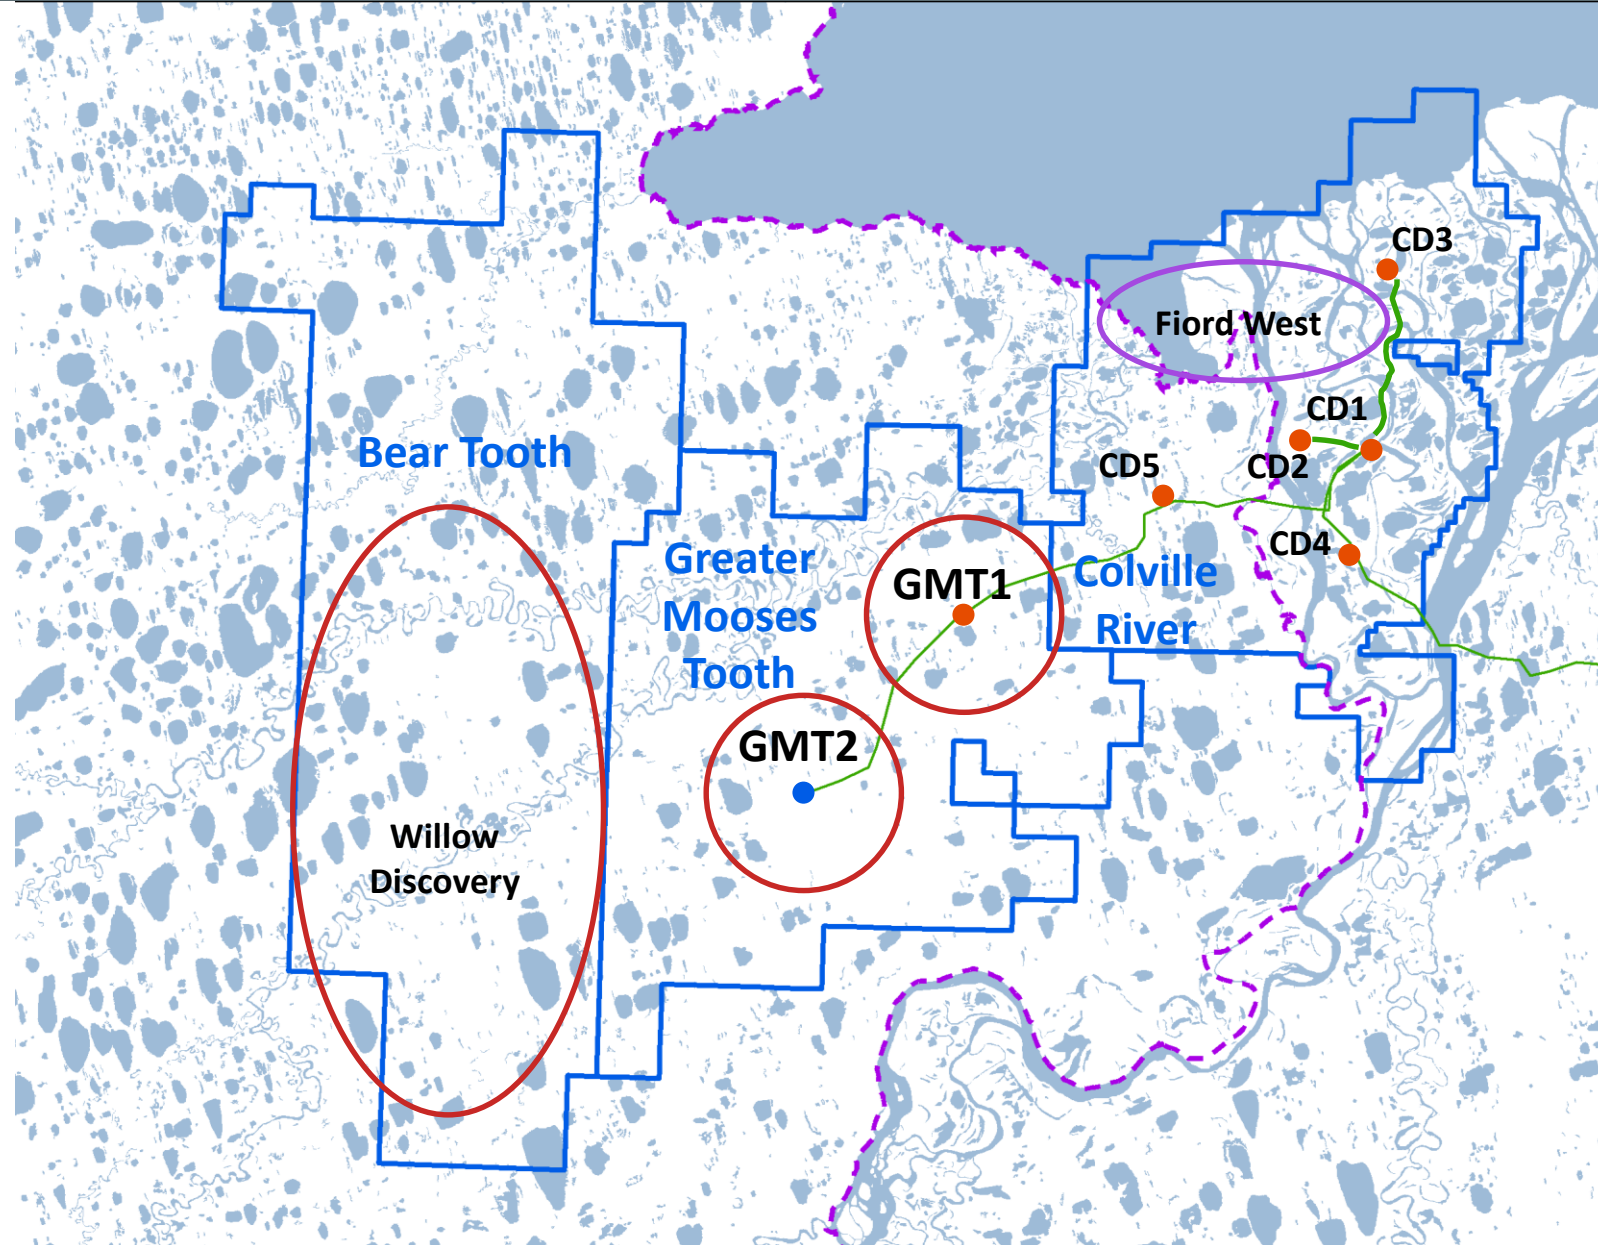 CD3
Fiord West
CD1
Bear Tooth
CD5
CD2
CD4
Greater
Mooses
Tooth
GMT1
Colville
River
GMT2
Willow
Discovery